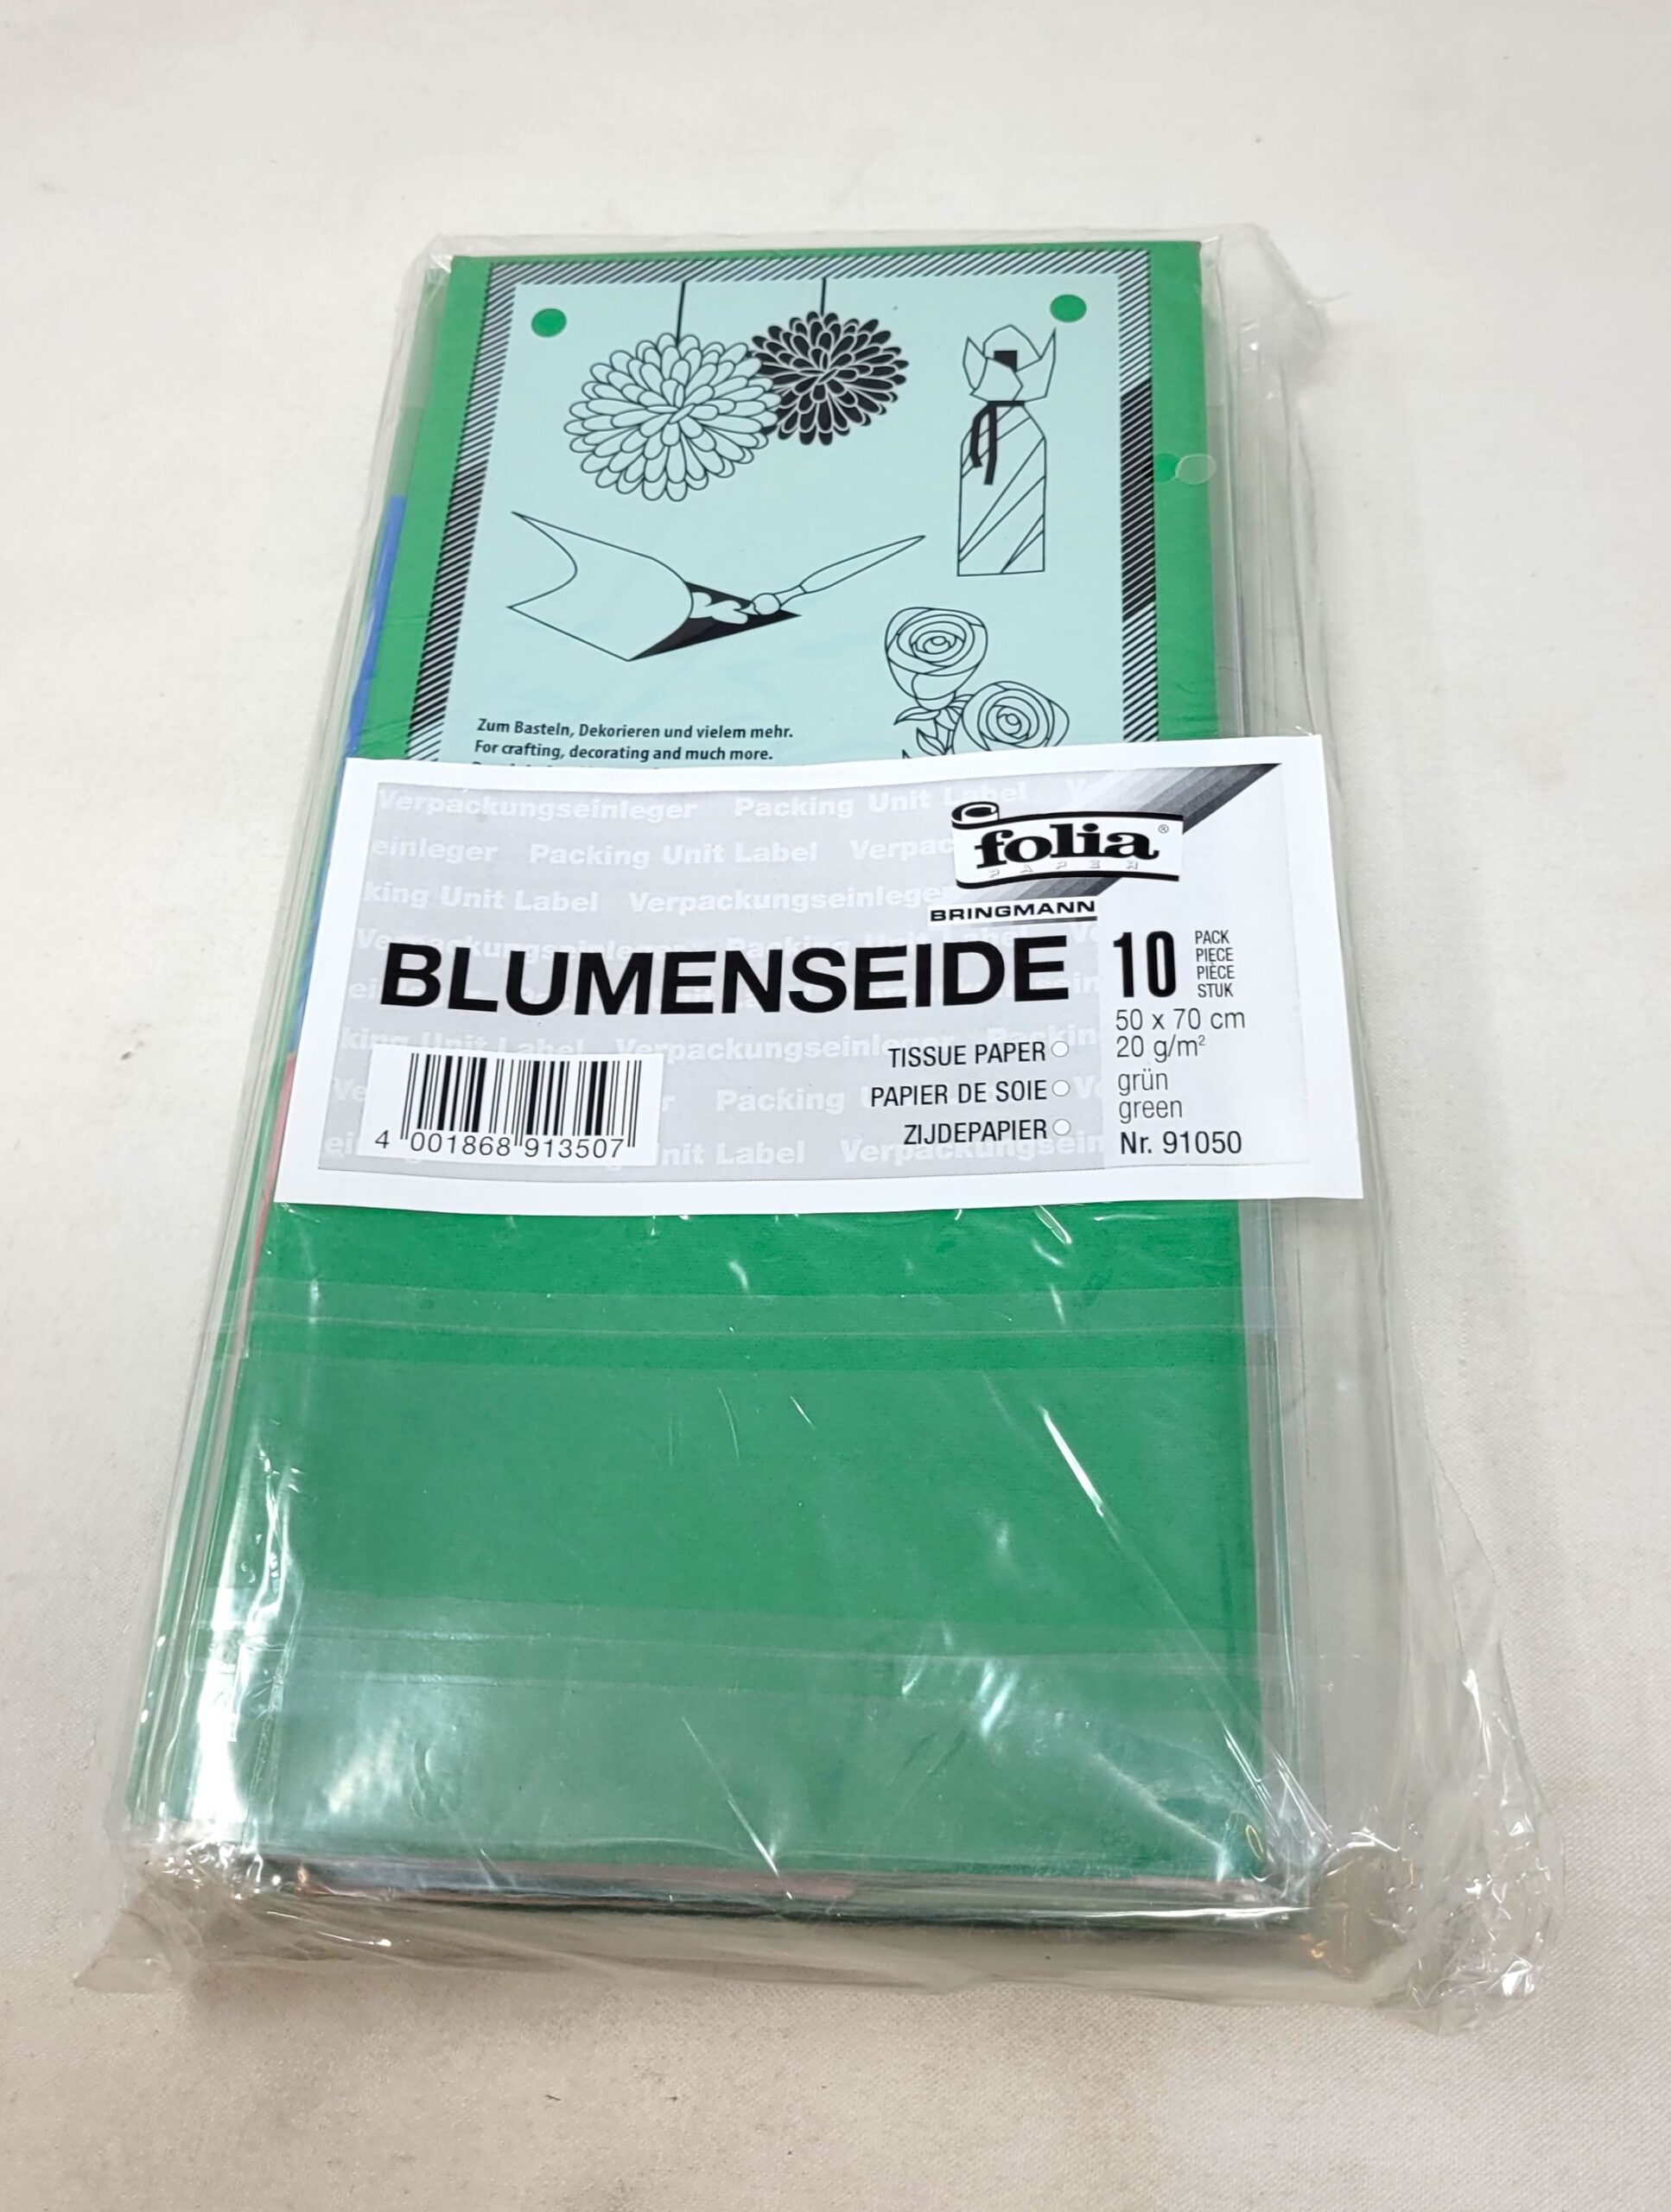 Zum Basteln, Dekorieren und vielem mehr.
For crafting, decorating and much more.
Verpackungseinleger Packing Unit Label
einleger Packing Unit Label
king Unit Label Verpackungseinleger
folia®
PAPER
BRINGMANN
BLUMENSEIDE
10
PACK
PIECE
PIÈCE
STUK
50 x 70 cm
20 g/m²
grün
green
Nr. 91050
TISSUE PAPER
PAPIER DE SOIE
ZIJDEPAPIER
4 001868 913507